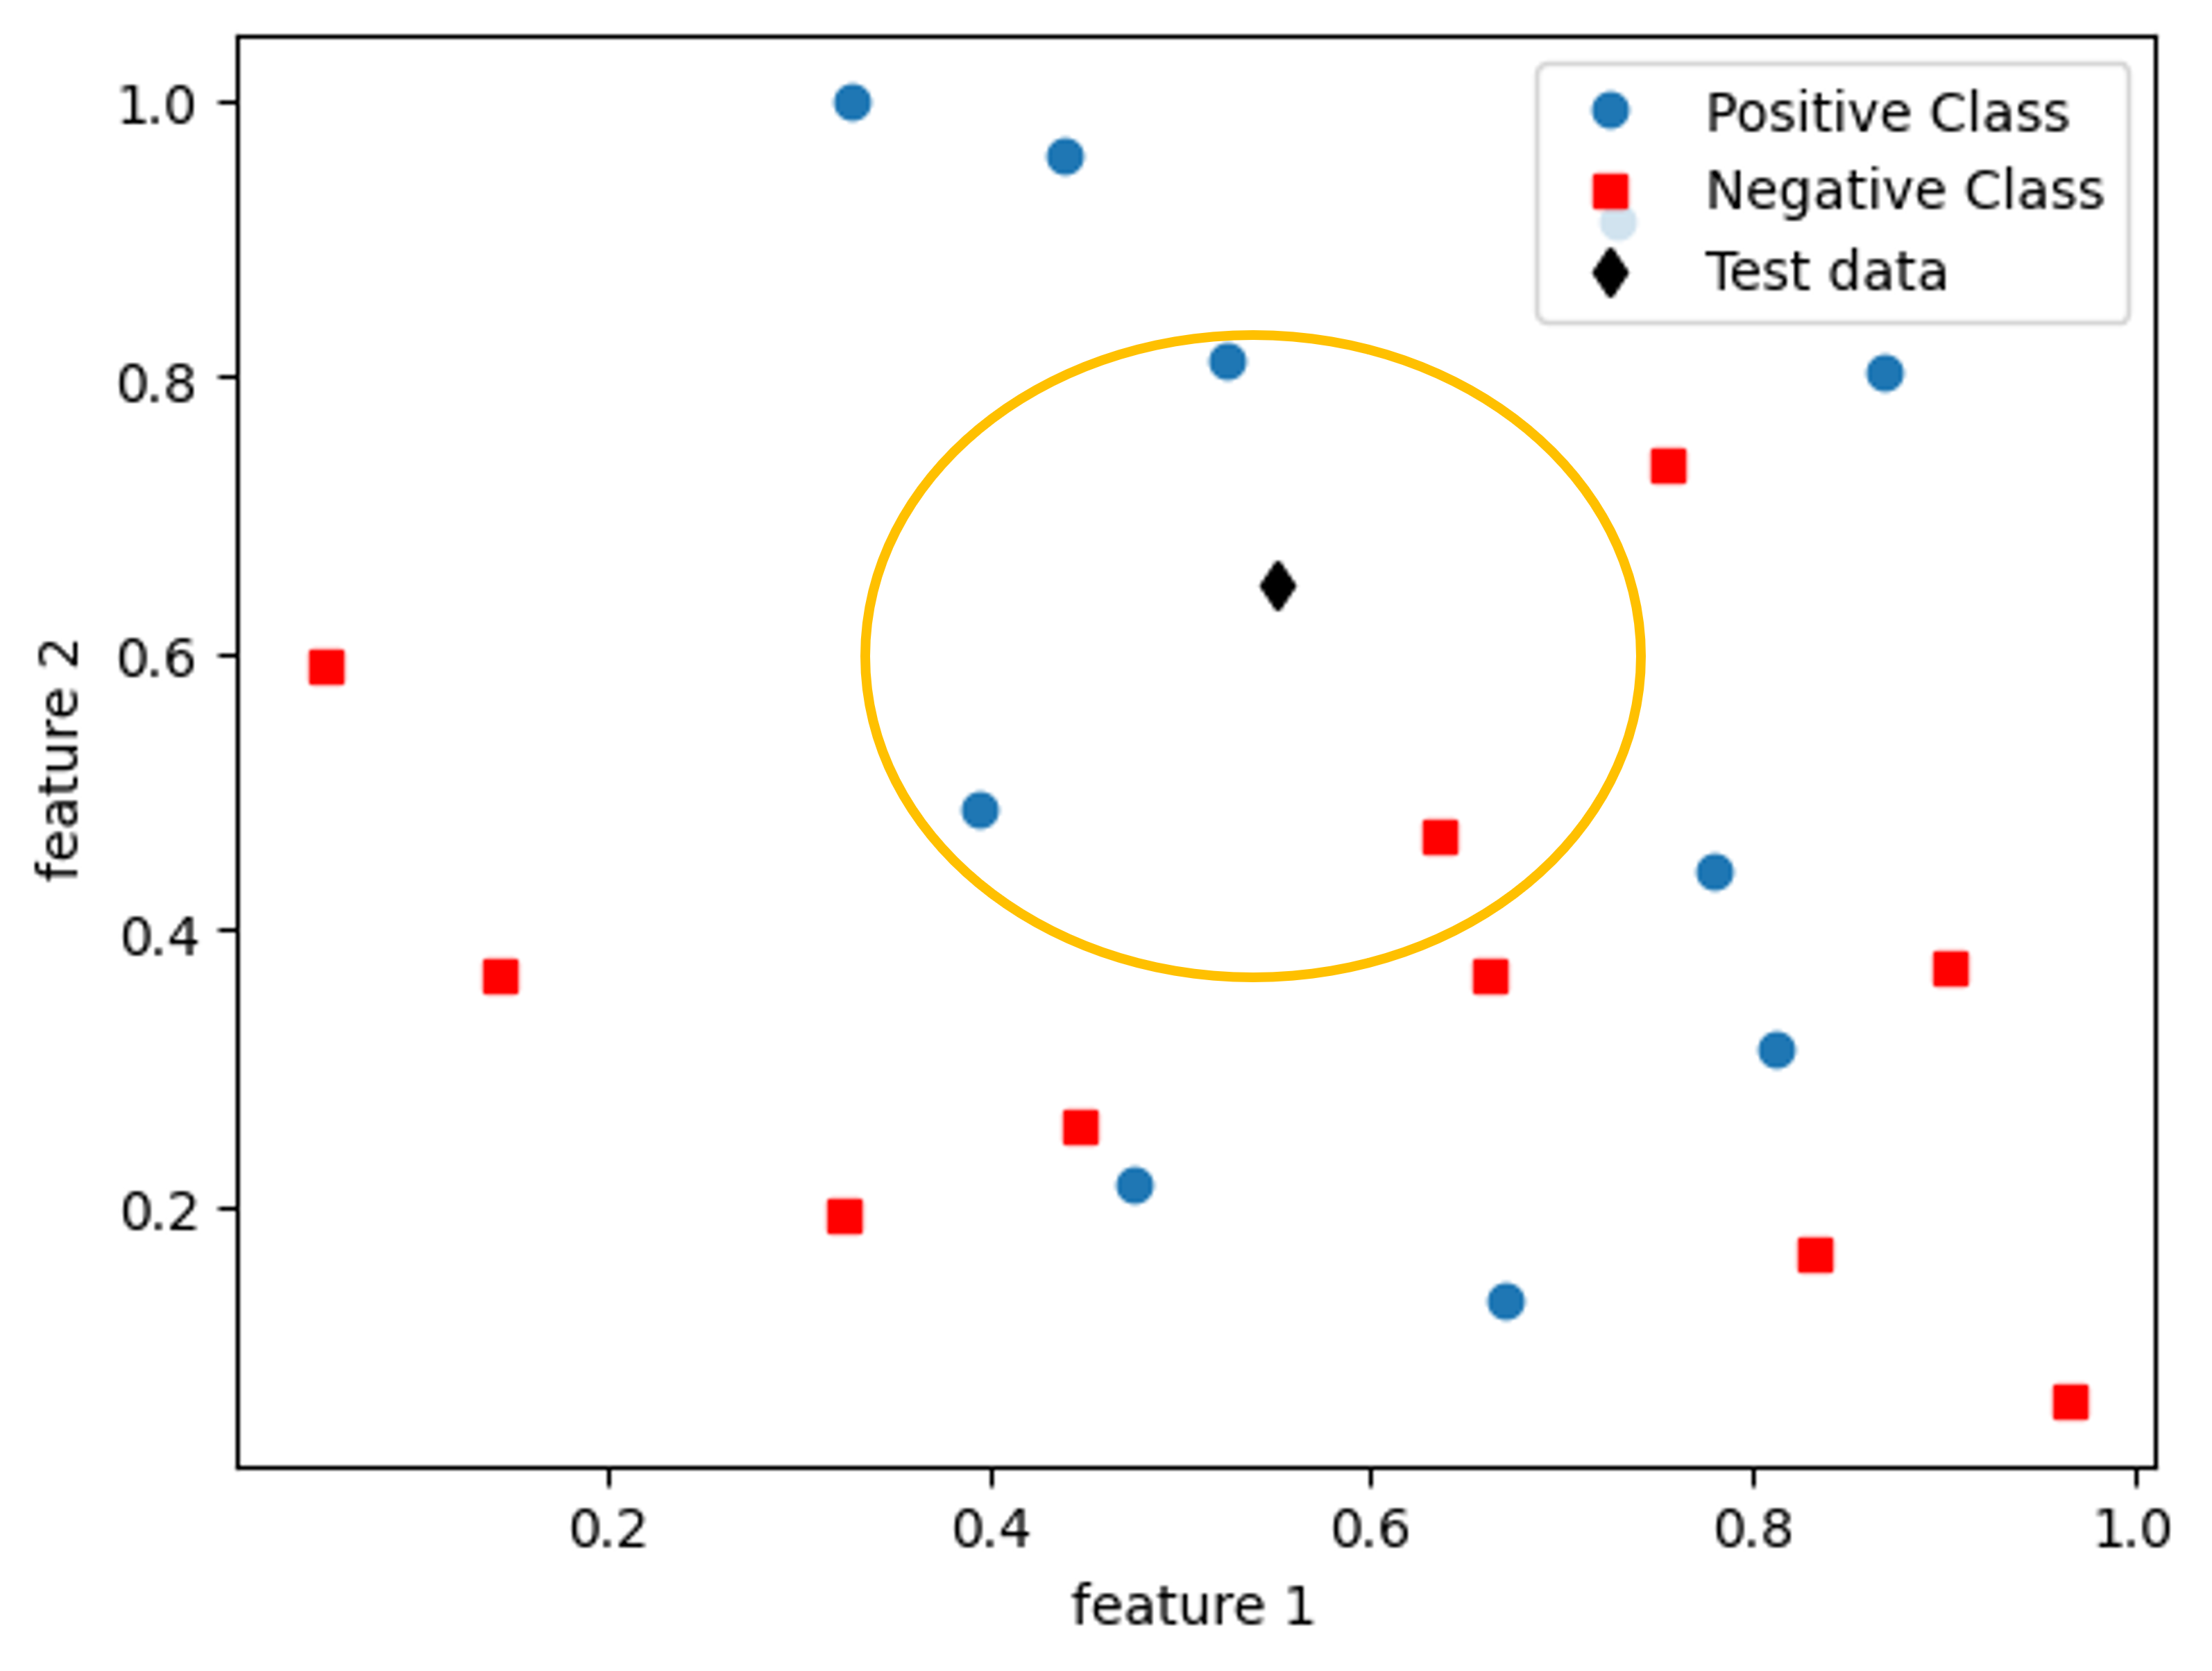 Positive Class
Negative Class
Test data
1.0
0.8
0.6
0.4
0.2
feature 2
0.2 0.4 0.6 0.8 1.0
feature 1